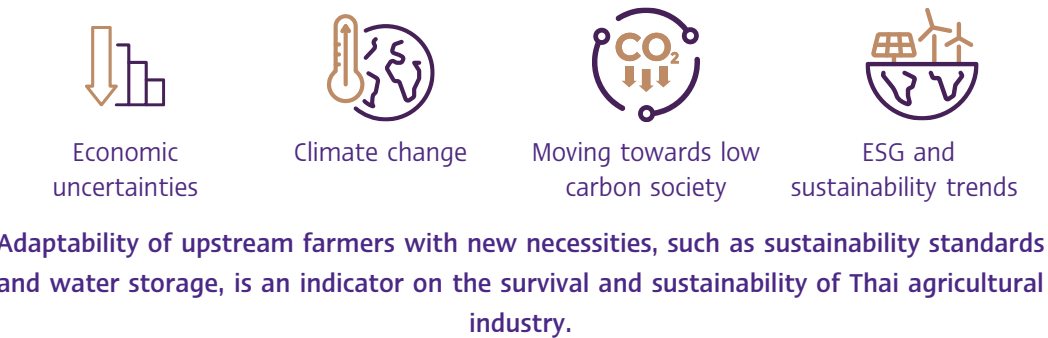 CO₂
Economic
uncertainties
Climate change
Moving towards low
carbon society
ESG and
sustainability trends
Adaptability of upstream farmers with new necessities, such as sustainability standards
and water storage, is an indicator on the survival and sustainability of Thai agricultural
industry.